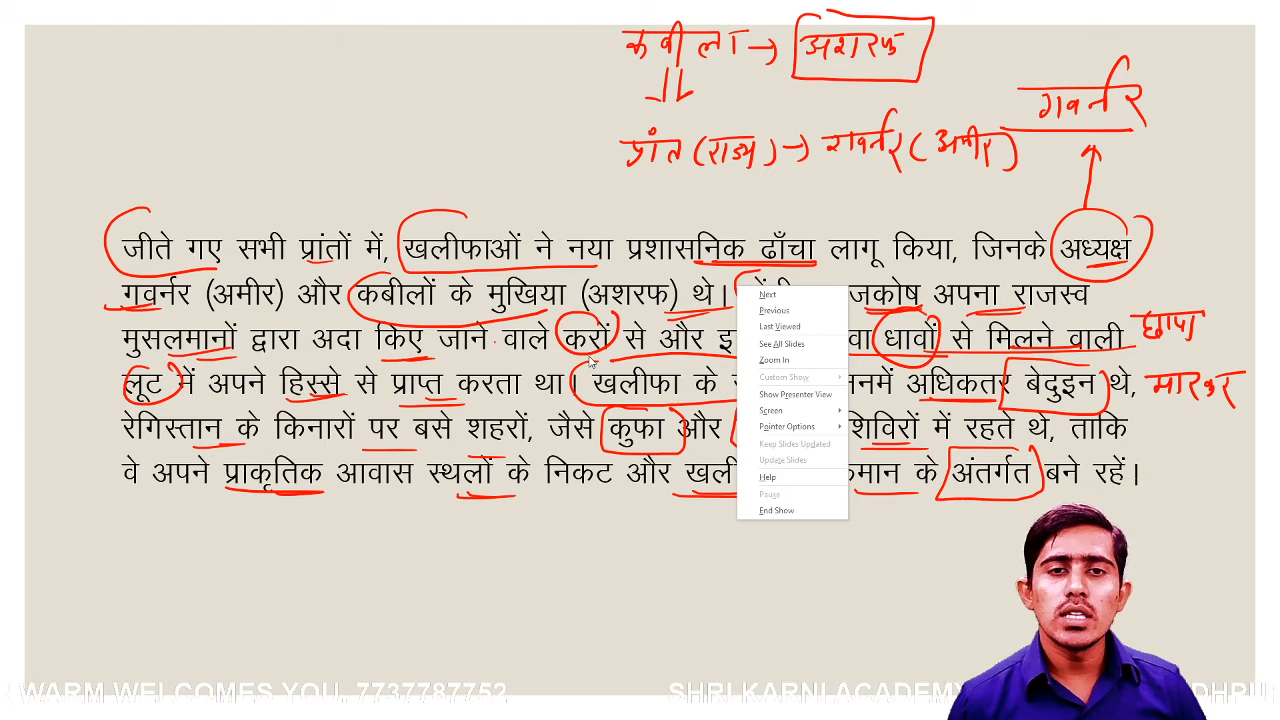 कबीला → अशरफ
गवर्नर
प्रांत (राज्य) → गवर्नर (अमीर)
जीते गए सभी प्रांतों में, खलीफाओं ने नया प्रशासनिक ढाँचा लागू किया, जिनके अध्यक्ष
गवर्नर (अमीर) और कबीलों के मुखिया (अशरफ) थे। जकोष अपना राजस्व
मुसलमानों द्वारा अदा किए जाने वाले करों से और इ वा धावों से मिलने वाली छापा
लूट में अपने हिस्से से प्राप्त करता था। खलीफा के नमें अधिकतर बेदुइन थे, मारकर
रेगिस्तान के किनारों पर बसे शहरों, जैसे कुफा और शिविरों में रहते थे, ताकि
वे अपने प्राकृतिक आवास स्थलों के निकट और खली कमान के अंतर्गत बने रहें।
Next
Previous
Last Viewed
See All Slides
Zoom In
Custom Show
Show Presenter View
Screen
Pointer Options
Keep Slides Updated
Update Slides
Help
Pause
End Show
WARM WELCOMES YOU, 7737787752 SHRI KARNI ACADEMY DHPU